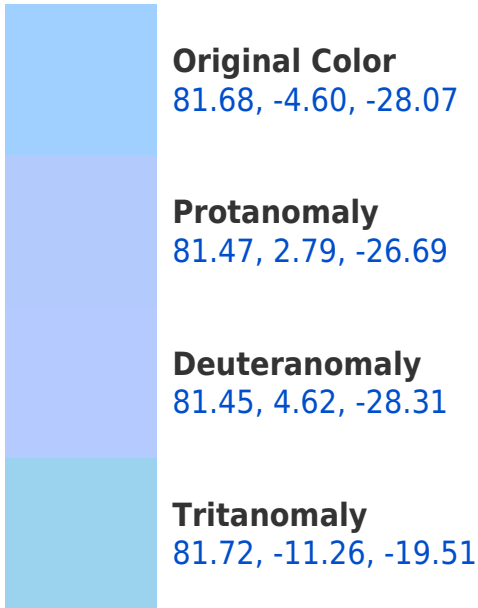 Original Color
81.68, -4.60, -28.07
Protanomaly
81.47, 2.79, -26.69
Deuteranomaly
81.45, 4.62, -28.31
Tritanomaly
81.72, -11.26, -19.51